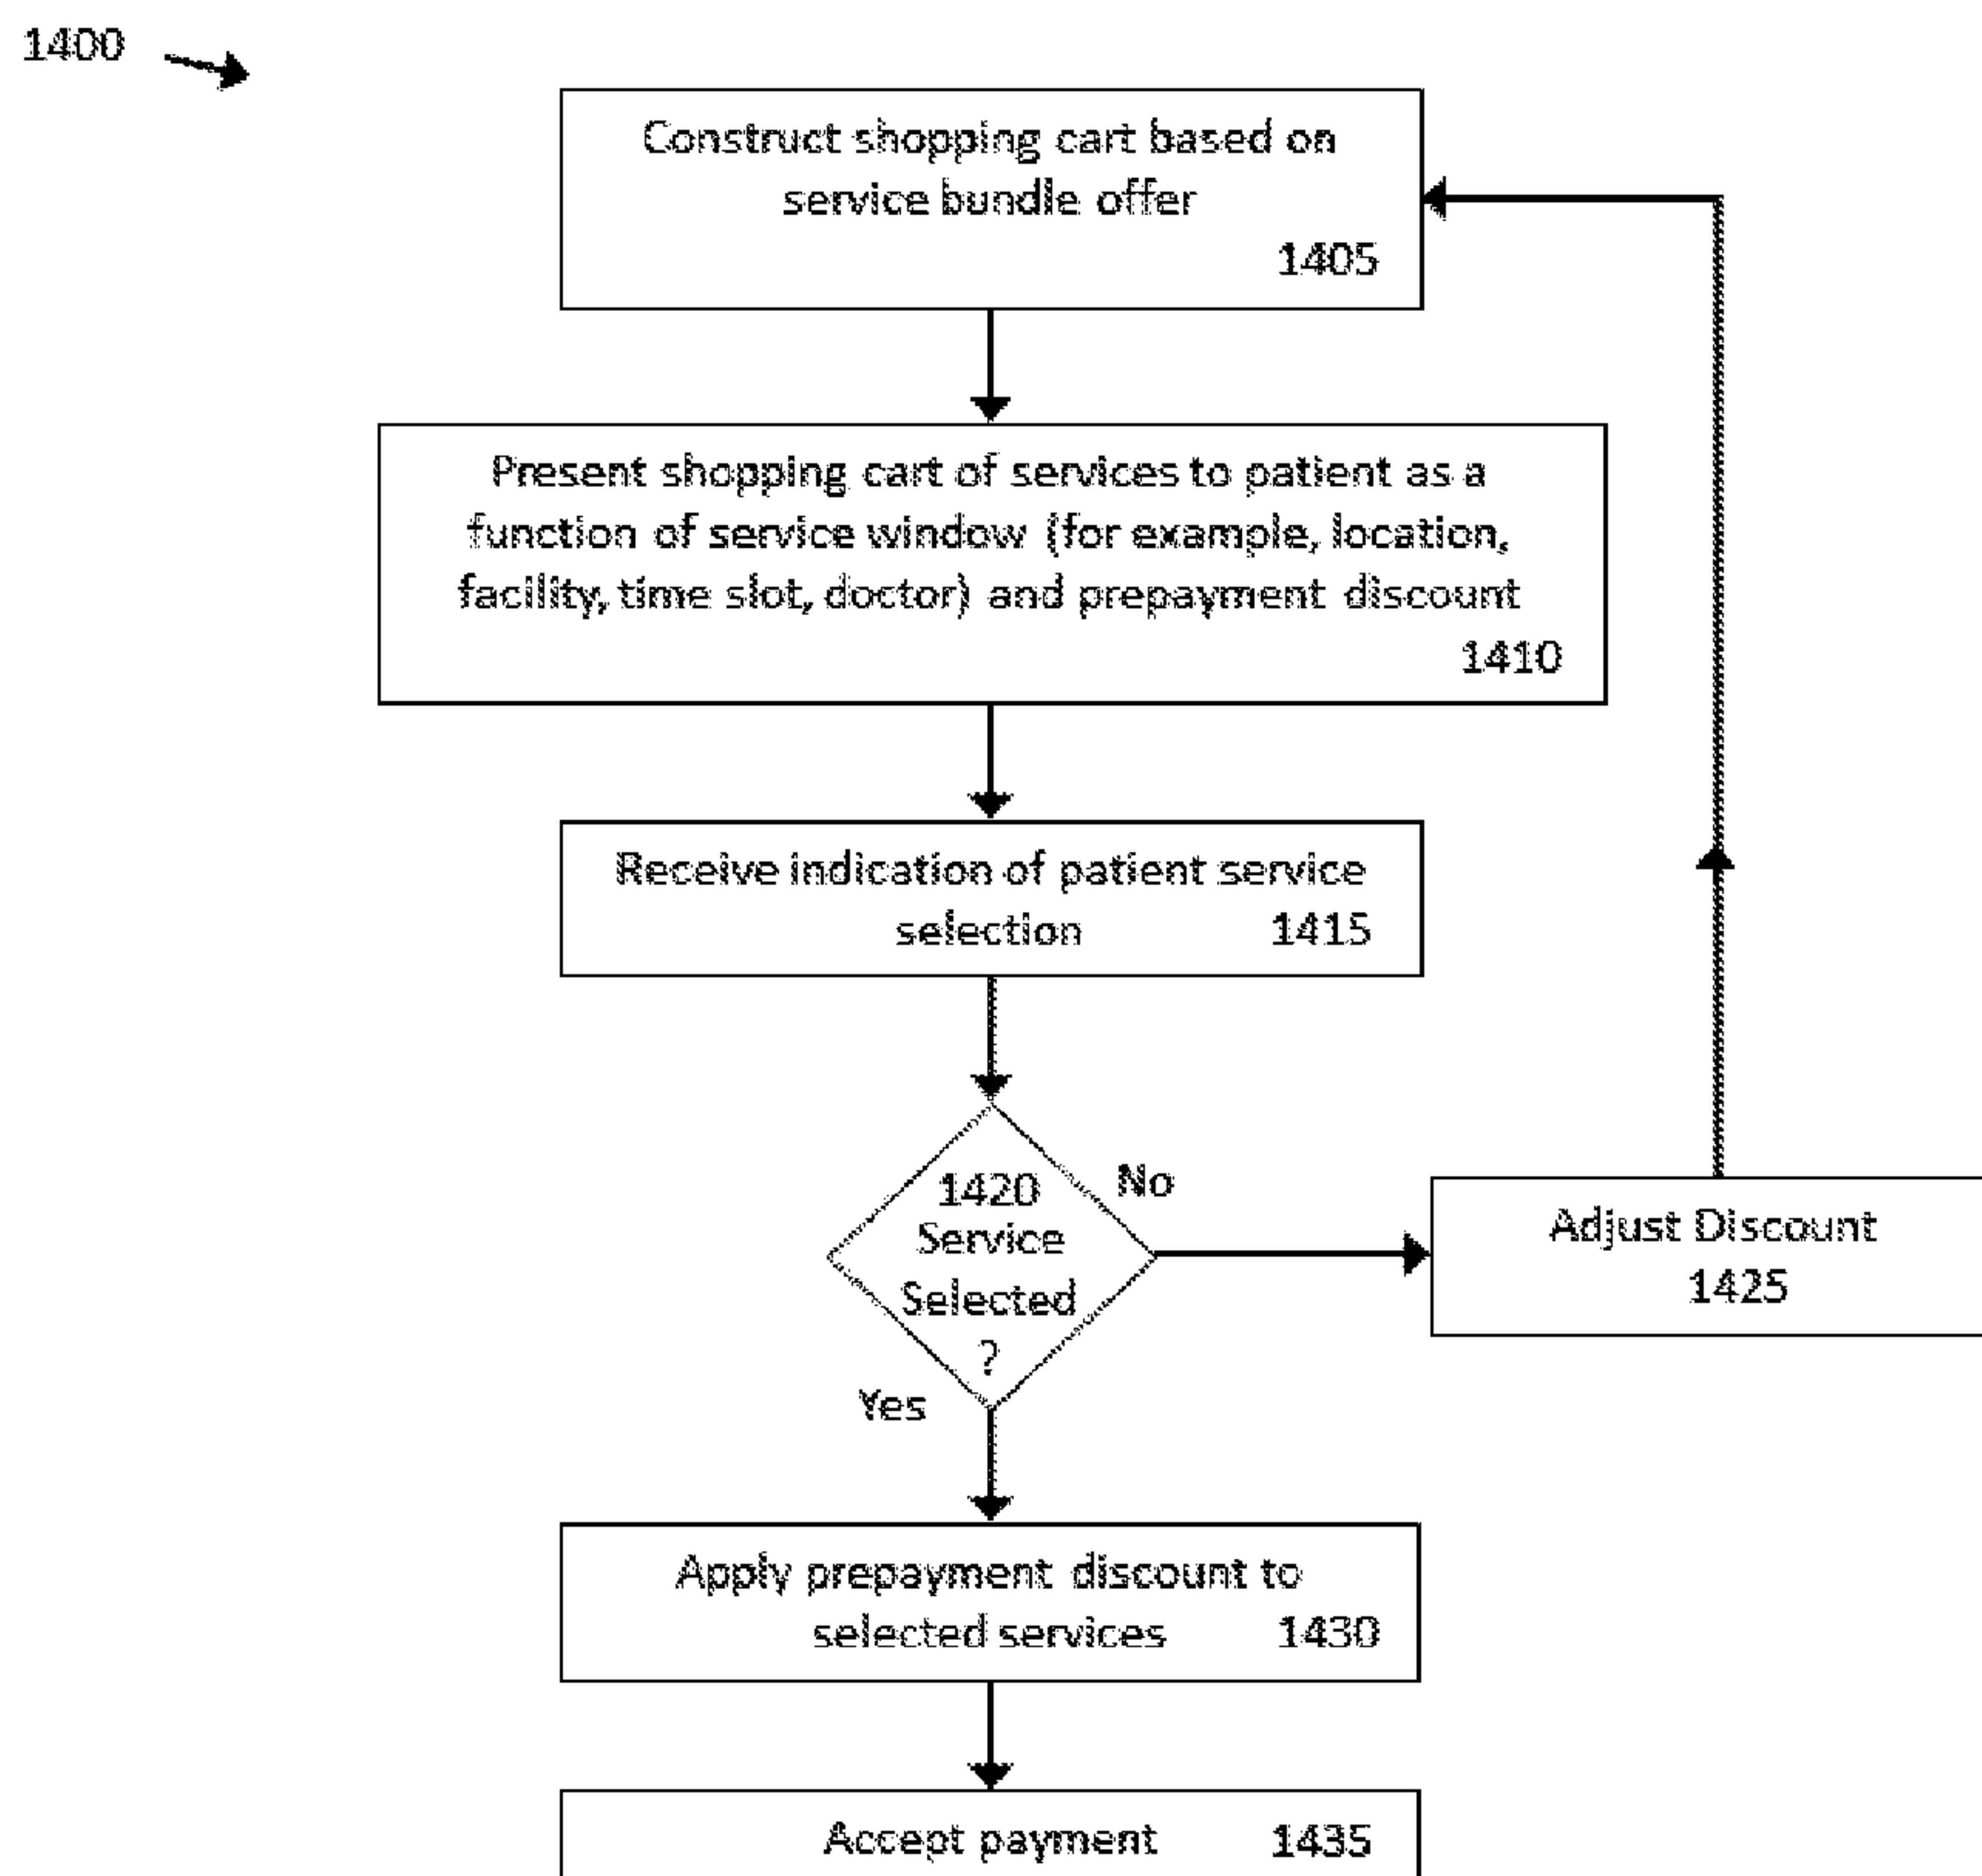 1400
Construct shopping cart based on
service bundle offer
1405
Present shopping cart of services to patient as a
function of service window (for example, location,
facility, time slot, doctor) and prepayment discount
1410
Receive indication of patient service
selection 1415
1420
Service
Selected
?
No
Adjust Discount
1425
Yes
Apply prepayment discount to
selected services 1430
Accept payment 1435